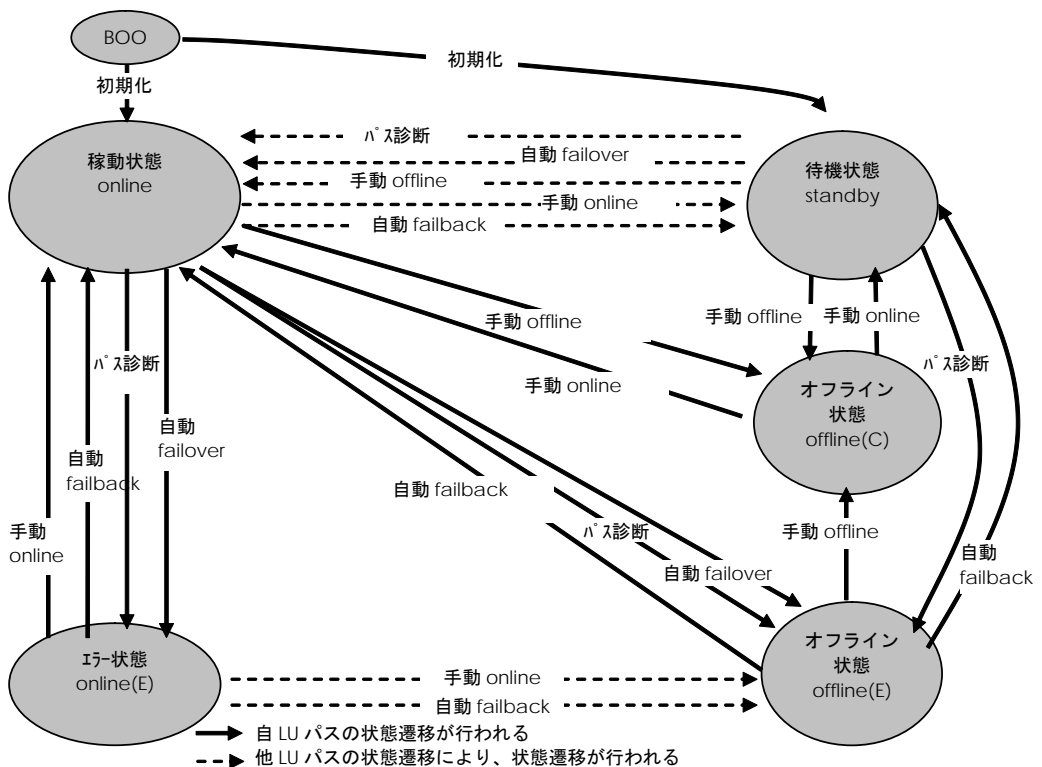 BOO
初期化
初期化
稼動状態
online
パス診断
自動 failover
手動 offline
手動 online
自動 failback
待機状態
standby
手動 offline
手動 online
手動 offline
手動 online
パス診断
オフライン
状態
offline(C)
パス診断
自動
failover
自動
failback
手動
online
自動 failback
パス診断
自動 failover
手動 offline
自動
failback
エラー状態
online(E)
手動 online
自動 failback
オフライン
状態
offline(E)
自 LU パスの状態遷移が行われる
他 LU パスの状態遷移により、状態遷移が行われる